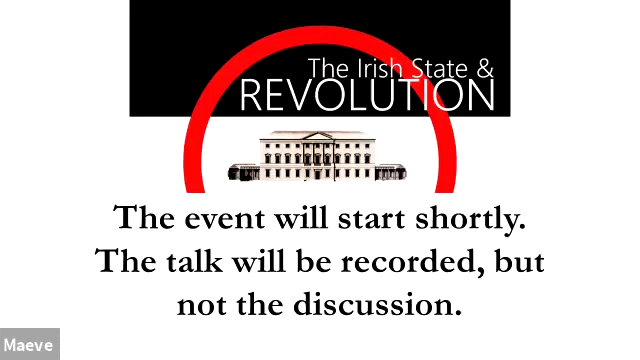 The Irish State &
REVOLUTION
The event will start shortly.
The talk will be recorded, but
not the discussion.
Maeve